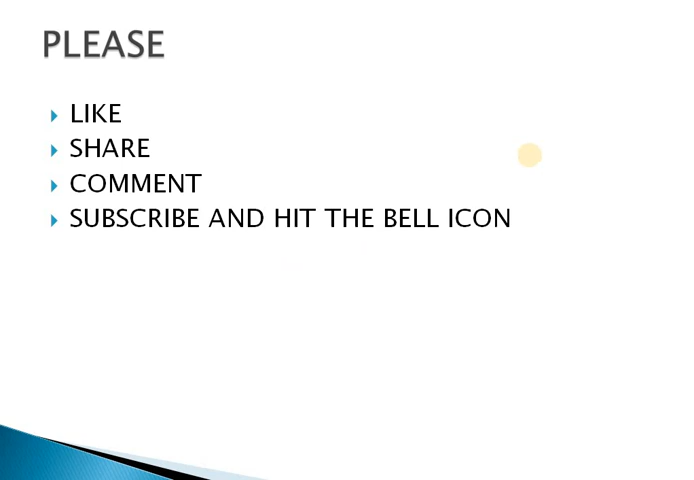 PLEASE
LIKE
SHARE
COMMENT
SUBSCRIBE AND HIT THE BELL ICON